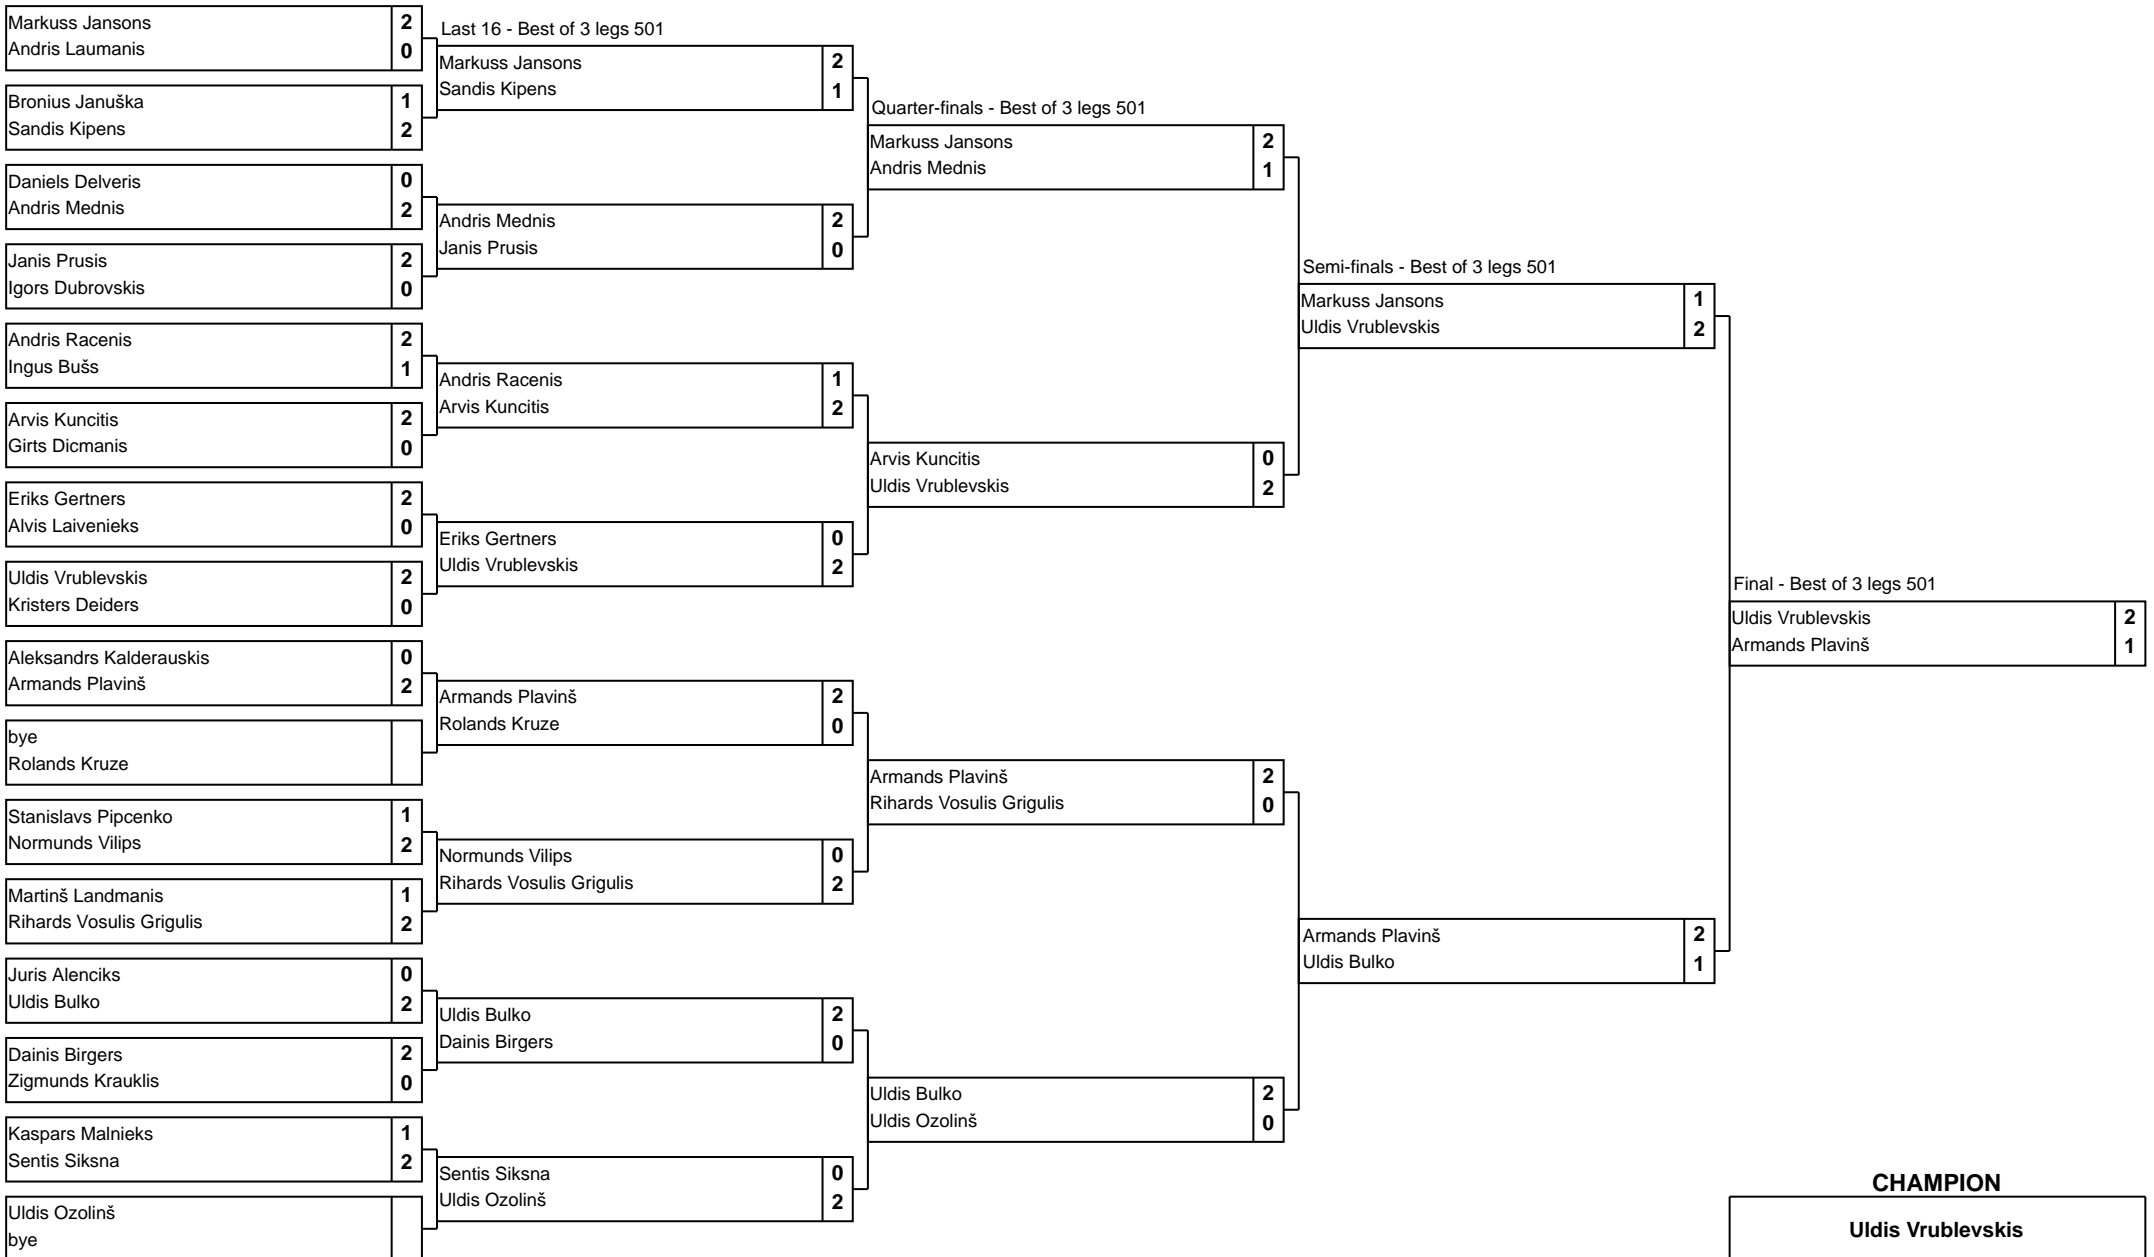 Markuss Jansons 2
Andris Laumanis 0
Bronius Januška 1
Sandis Kipens 2
Daniels Delveris 0
Andris Mednis 2
Janis Prusis 2
Igors Dubrovskis 0
Andris Racenis 2
Ingus Bušs 1
Arvis Kuncitis 2
Girts Dicmanis 0
Eriks Gertners 2
Alvis Laivenieks 0
Uldis Vrublevskis 2
Kristers Deiders 0
Aleksandrs Kalderauskis 0
Armands Plavinš 2
bye
Rolands Kruze
Stanislavs Pipcenko 1
Normunds Vilips 2
Martinš Landmanis 1
Rihards Vosulis Grigulis 2
Juris Alenciks 0
Uldis Bulko 2
Dainis Birgers 2
Zigmunds Krauklis 0
Kaspars Malnieks 1
Sentis Siksna 2
Uldis Ozolinš
bye
Last 16 - Best of 3 legs 501
Markuss Jansons 2
Sandis Kipens 1
Andris Mednis 2
Janis Prusis 0
Andris Racenis 1
Arvis Kuncitis 2
Eriks Gertners 0
Uldis Vrublevskis 2
Armands Plavinš 2
Rolands Kruze 0
Normunds Vilips 0
Rihards Vosulis Grigulis 2
Uldis Bulko 2
Dainis Birgers 0
Sentis Siksna 0
Uldis Ozolinš 2
Quarter-finals - Best of 3 legs 501
Markuss Jansons 2
Andris Mednis 1
Arvis Kuncitis 0
Uldis Vrublevskis 2
Armands Plavinš 2
Rihards Vosulis Grigulis 0
Uldis Bulko 2
Uldis Ozolinš 0
Semi-finals - Best of 3 legs 501
Markuss Jansons 1
Uldis Vrublevskis 2
Armands Plavinš 2
Uldis Bulko 1
Final - Best of 3 legs 501
Uldis Vrublevskis 2
Armands Plavinš 1
CHAMPION
Uldis Vrublevskis